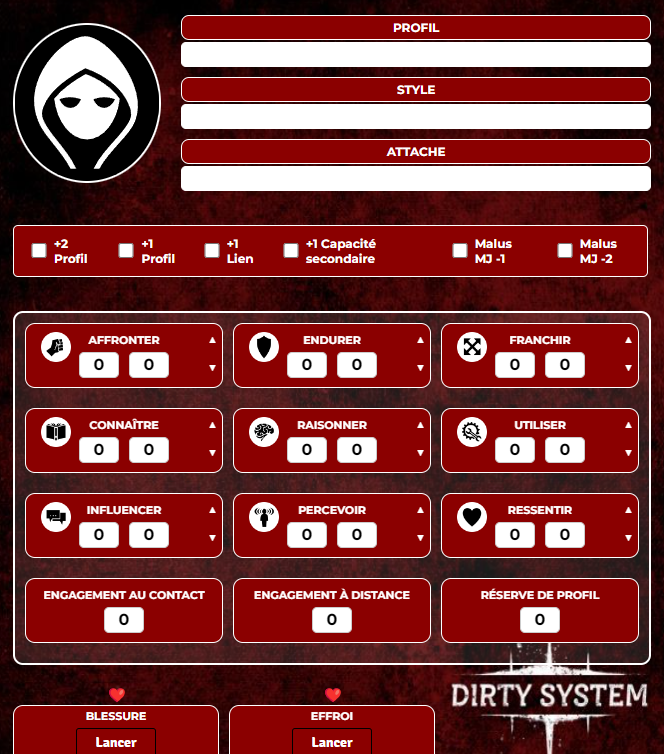 PROFIL
STYLE
ATTACHE
+2 Profil
+1 Profil
+1 Lien
+1 Capacité secondaire
Malus MJ -1
Malus MJ -2
AFFRONTER
0 0
ENDURER
0 0
FRANCHIR
0 0
CONNAÎTRE
0 0
RAISONNER
0 0
UTILISER
0 0
INFLUENCER
0 0
PERCEVOIR
0 0
RESSENTIR
0 0
ENGAGEMENT AU CONTACT
0
ENGAGEMENT À DISTANCE
0
RÉSERVE DE PROFIL
0
BLESSURE
Lancer
EFFROI
Lancer
DIRTY SYSTEM